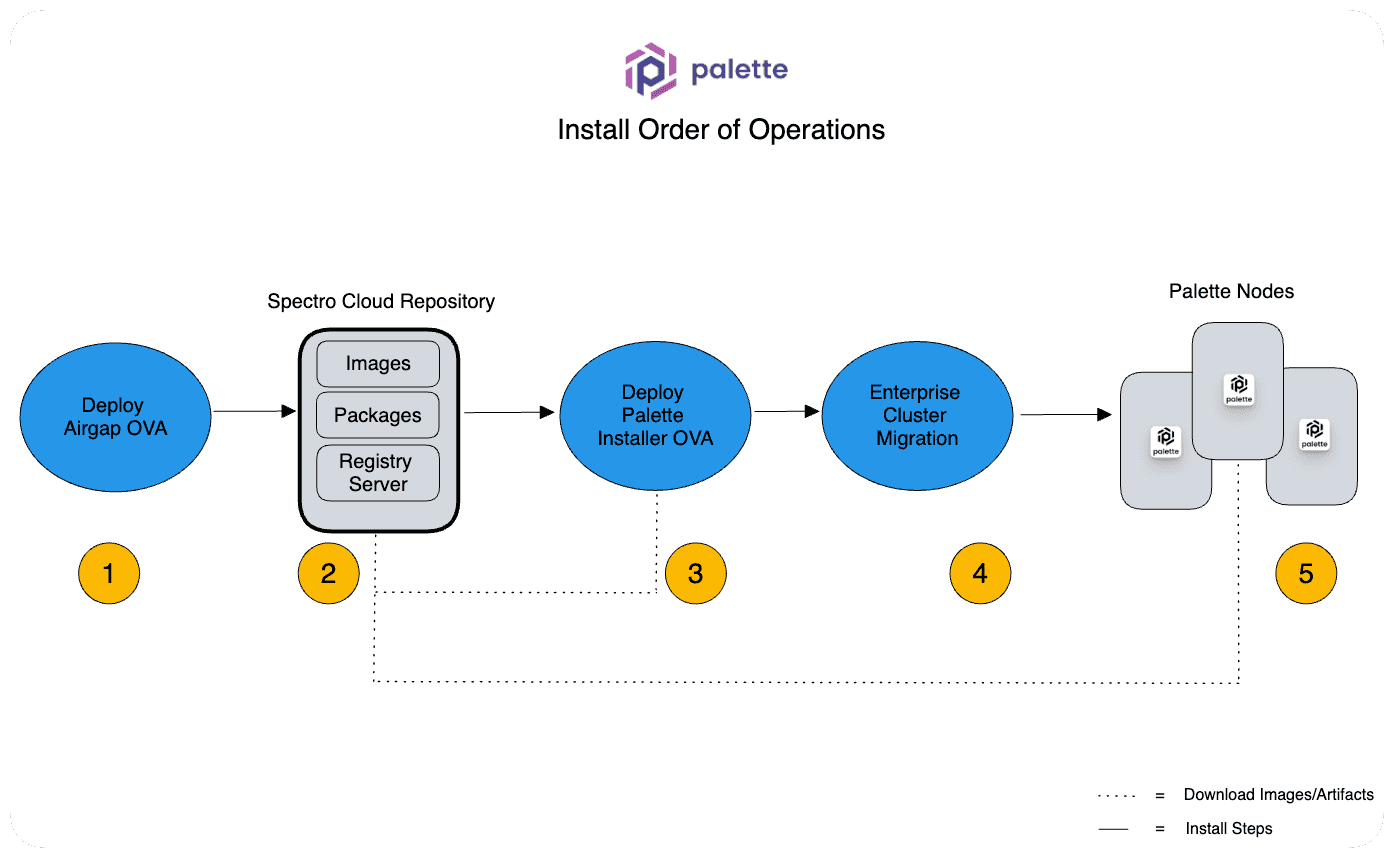 palette
Install Order of Operations
Spectro Cloud Repository
Palette Nodes
Deploy
Airgap OVA
Images
Packages
Registry
Server
Deploy
Palette
Installer OVA
Enterprise
Cluster
Migration
palette
palette
palette
1
2
3
4
5
..... = Download Images/Artifacts
— = Install Steps